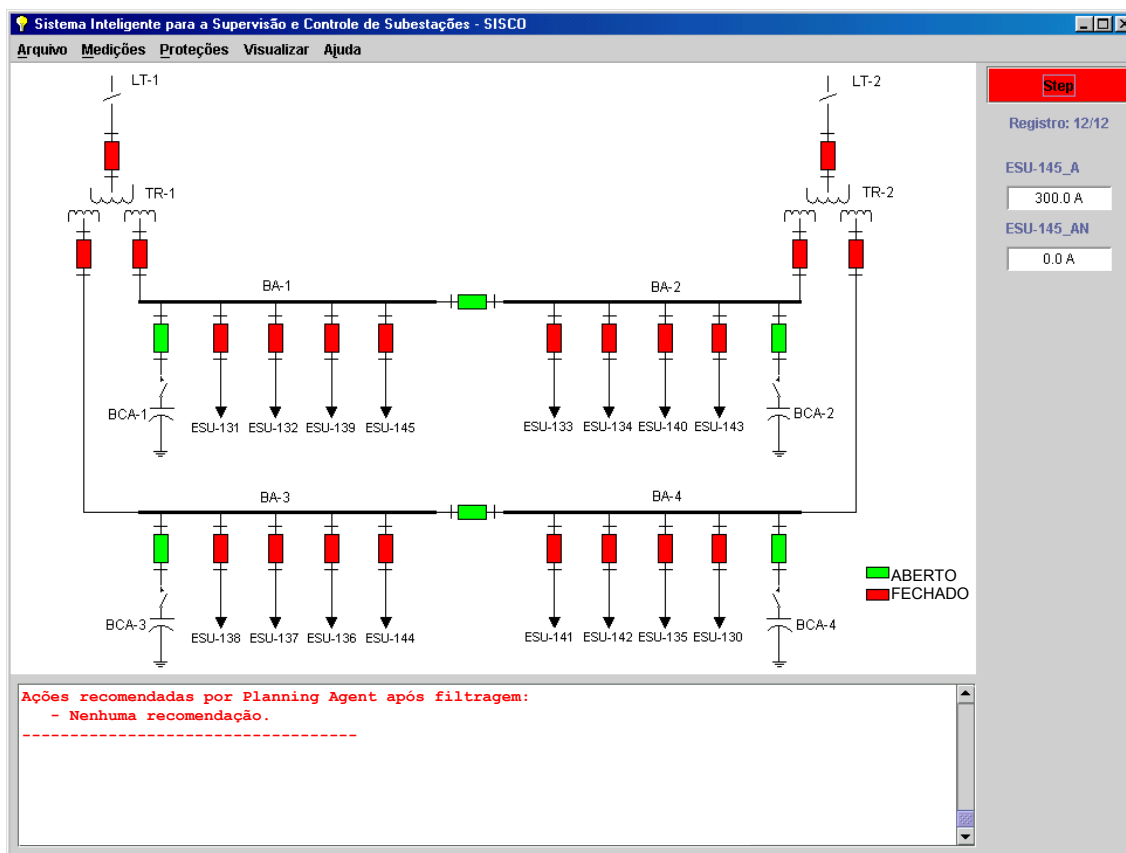 Sistema Inteligente para a Supervisão e Controle de Subestações - SISCO
Arquivo Medições Proteções Visualizar Ajuda
LT-1
LT-2
Step
Registro: 12/12
ESU-145_A
300.0 A
ESU-145_AN
0.0 A
TR-1
TR-2
BA-1
BA-2
BCA-1
BCA-2
ESU-131 ESU-132 ESU-139 ESU-145
ESU-133 ESU-134 ESU-140 ESU-143
BA-3
BA-4
ABERTO
FECHADO
BCA-3
BCA-4
ESU-138 ESU-137 ESU-136 ESU-144
ESU-141 ESU-142 ESU-135 ESU-130
Ações recomendadas por Planning Agent após filtragem:
- Nenhuma recomendação.
-----------------------------------